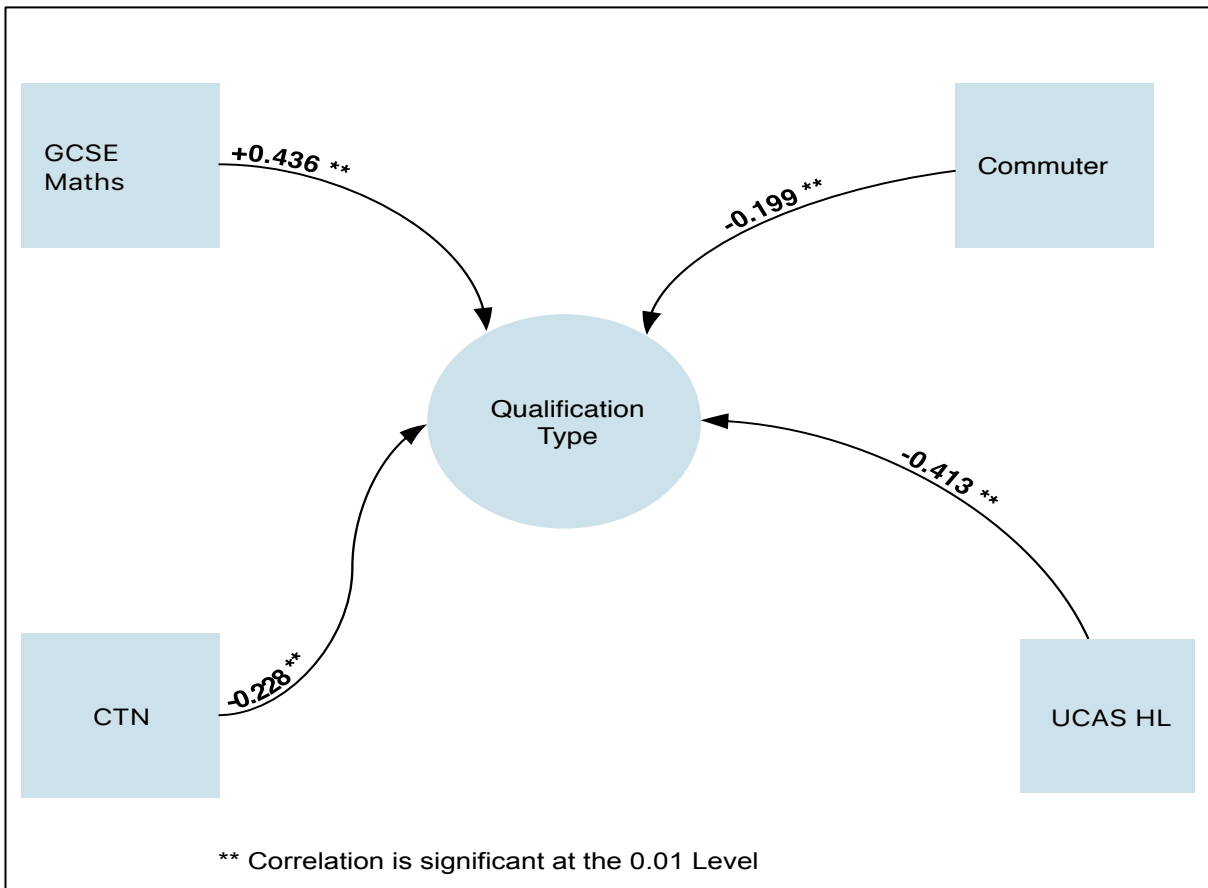 GCSE
Maths
+0.436 **
-0.199 **
Commuter
Qualification
Type
-0.413 **
-0.228 **
CTN
UCAS HL
** Correlation is significant at the 0.01 Level